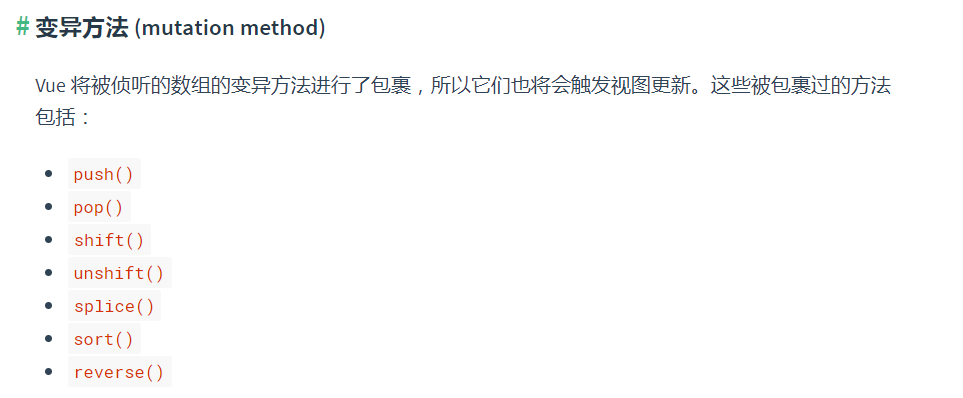 # 变异方法 (mutation method)
Vue 将被侦听的数组的变异方法进行了包裹，所以它们也将会触发视图更新。这些被包裹过的方法
包括：
• push()
• pop()
• shift()
• unshift()
• splice()
• sort()
• reverse()